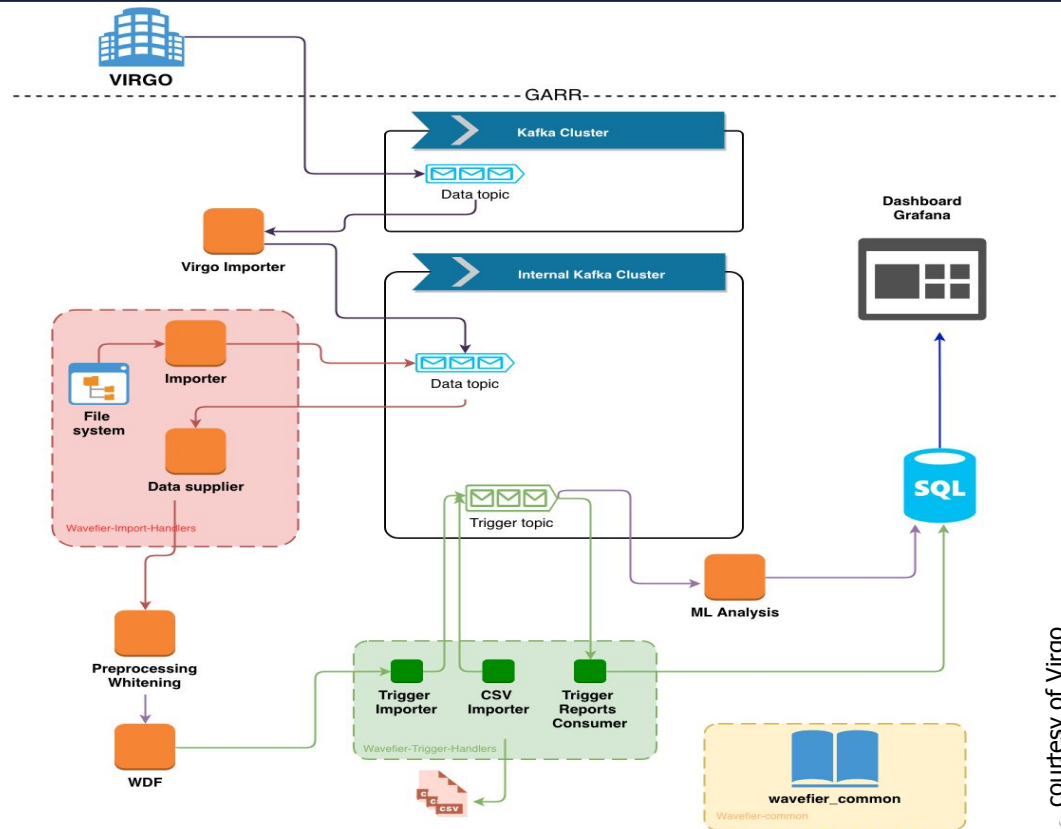 VIRGO
GARR
Kafka Cluster
Data topic
Dashboard
Grafana
Virgo Importer
Internal Kafka Cluster
Importer
Data topic
File
system
Data supplier
SQL
Wavefier-Import-Handlers
Trigger topic
ML Analysis
Preprocessing
Whitening
Trigger
Importer
CSV
Importer
Trigger
Reports
Consumer
Wavefier-Trigger-Handlers
WDF
C
C
CSV
wavefier_common
Wavefier-common
courtesy of Virgo